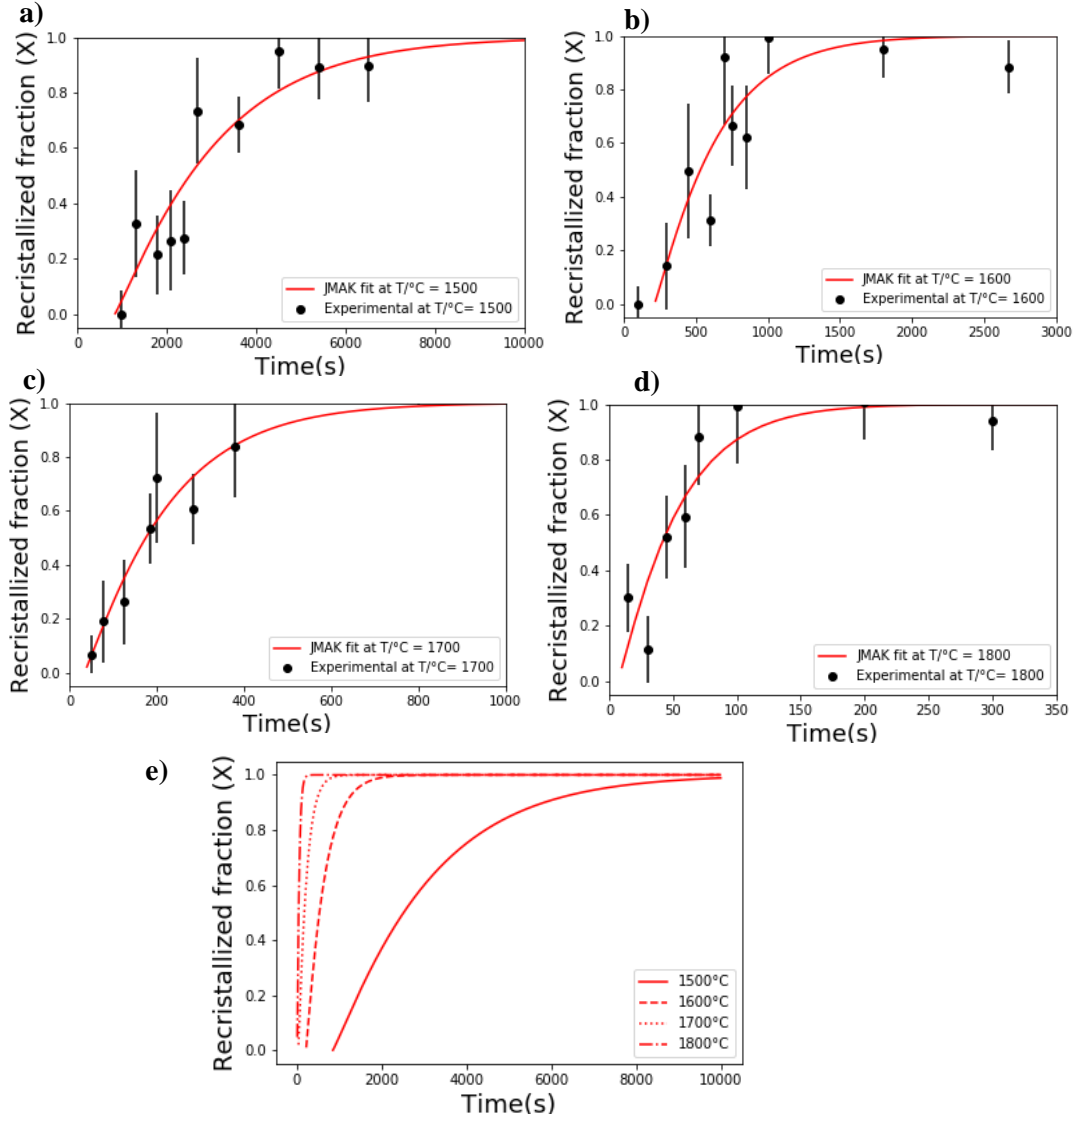 a)
Recristallized fraction (X)
1.0
0.8
0.6
0.4
0.2
0.0
JMAK fit at T/°C = 1500
Experimental at T/°C= 1500
0 2000 4000 6000 8000 10000
Time(s)
b)
Recristallized fraction (X)
1.0
0.8
0.6
0.4
0.2
0.0
JMAK fit at T/°C = 1600
Experimental at T/°C= 1600
0 500 1000 1500 2000 2500 3000
Time(s)
c)
Recristallized fraction (X)
1.0
0.8
0.6
0.4
0.2
0.0
JMAK fit at T/°C = 1700
Experimental at T/°C= 1700
0 200 400 600 800 1000
Time(s)
d)
Recristallized fraction (X)
1.0
0.8
0.6
0.4
0.2
0.0
JMAK fit at T/°C = 1800
Experimental at T/°C= 1800
0 50 100 150 200 250 300 350
Time(s)
e)
Recristallized fraction (X)
1.0
0.8
0.6
0.4
0.2
0.0
1500°C
1600°C
1700°C
1800°C
0 2000 4000 6000 8000 10000
Time(s)